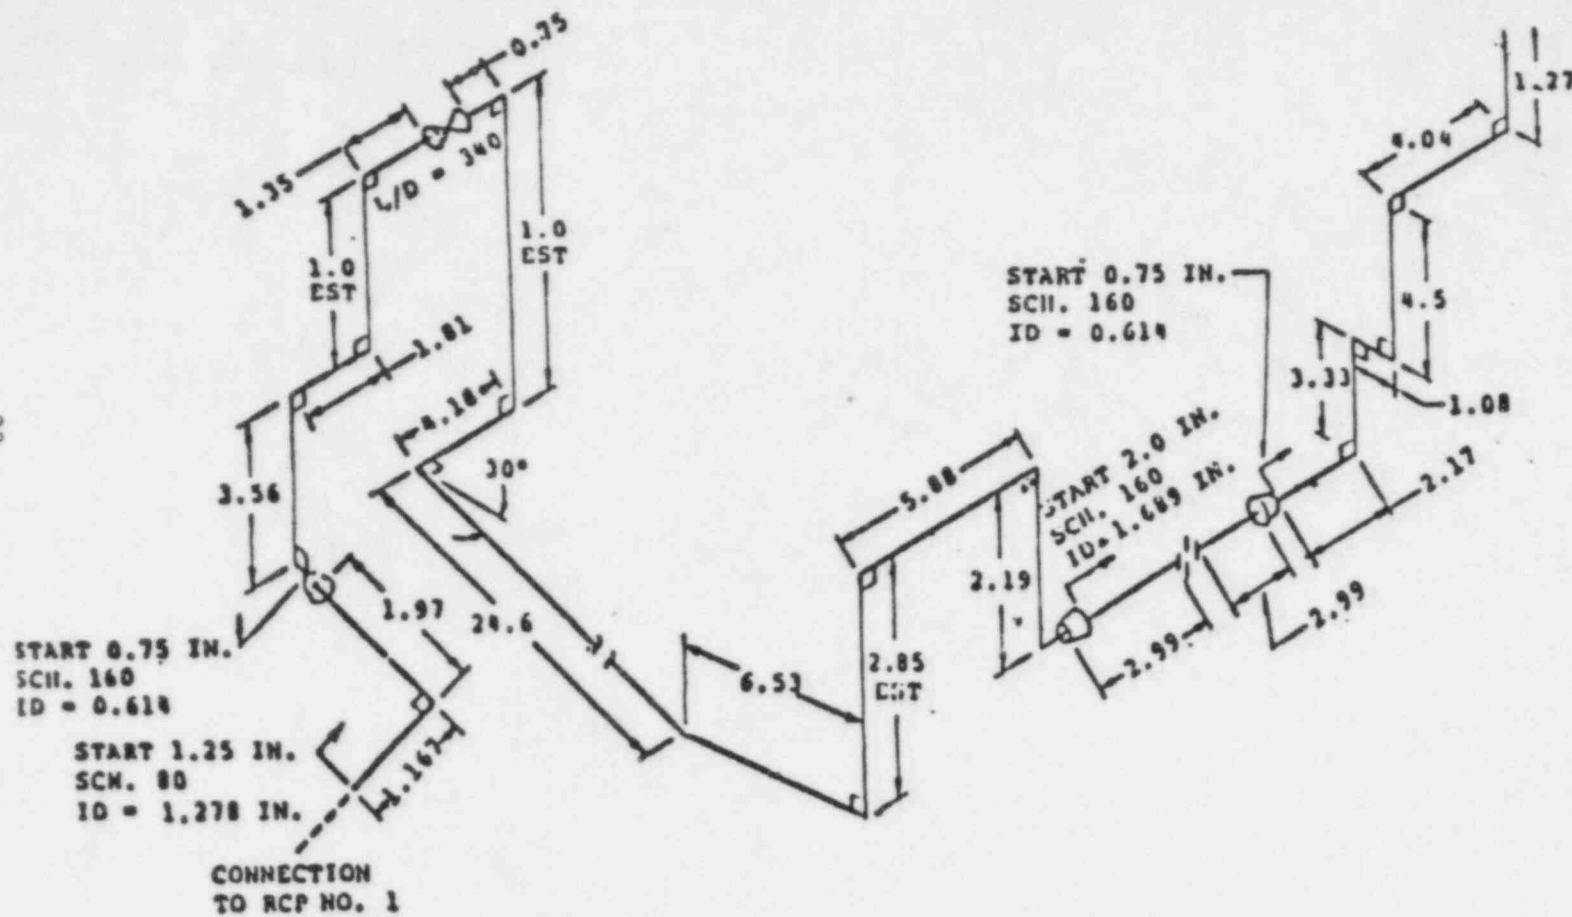 0.75
1.27
1.35
L/D = 340
4.04
1.0
EST
1.0
EST
START 0.75 IN.
SCH. 160
ID = 0.614
4.5
1.81
3.33
1.08
4.18
30°
START 2.0 IN.
SCH. 160
ID = 1.689 IN.
5.88
2.17
3.56
2.19
1.97
24.6
2.99
2.99
START 0.75 IN.
SCH. 160
ID = 0.614
6.53
2.85
EST
START 1.25 IN.
SCH. 80
ID = 1.278 IN.
1.167
CONNECTION
TO RCP NO. 1